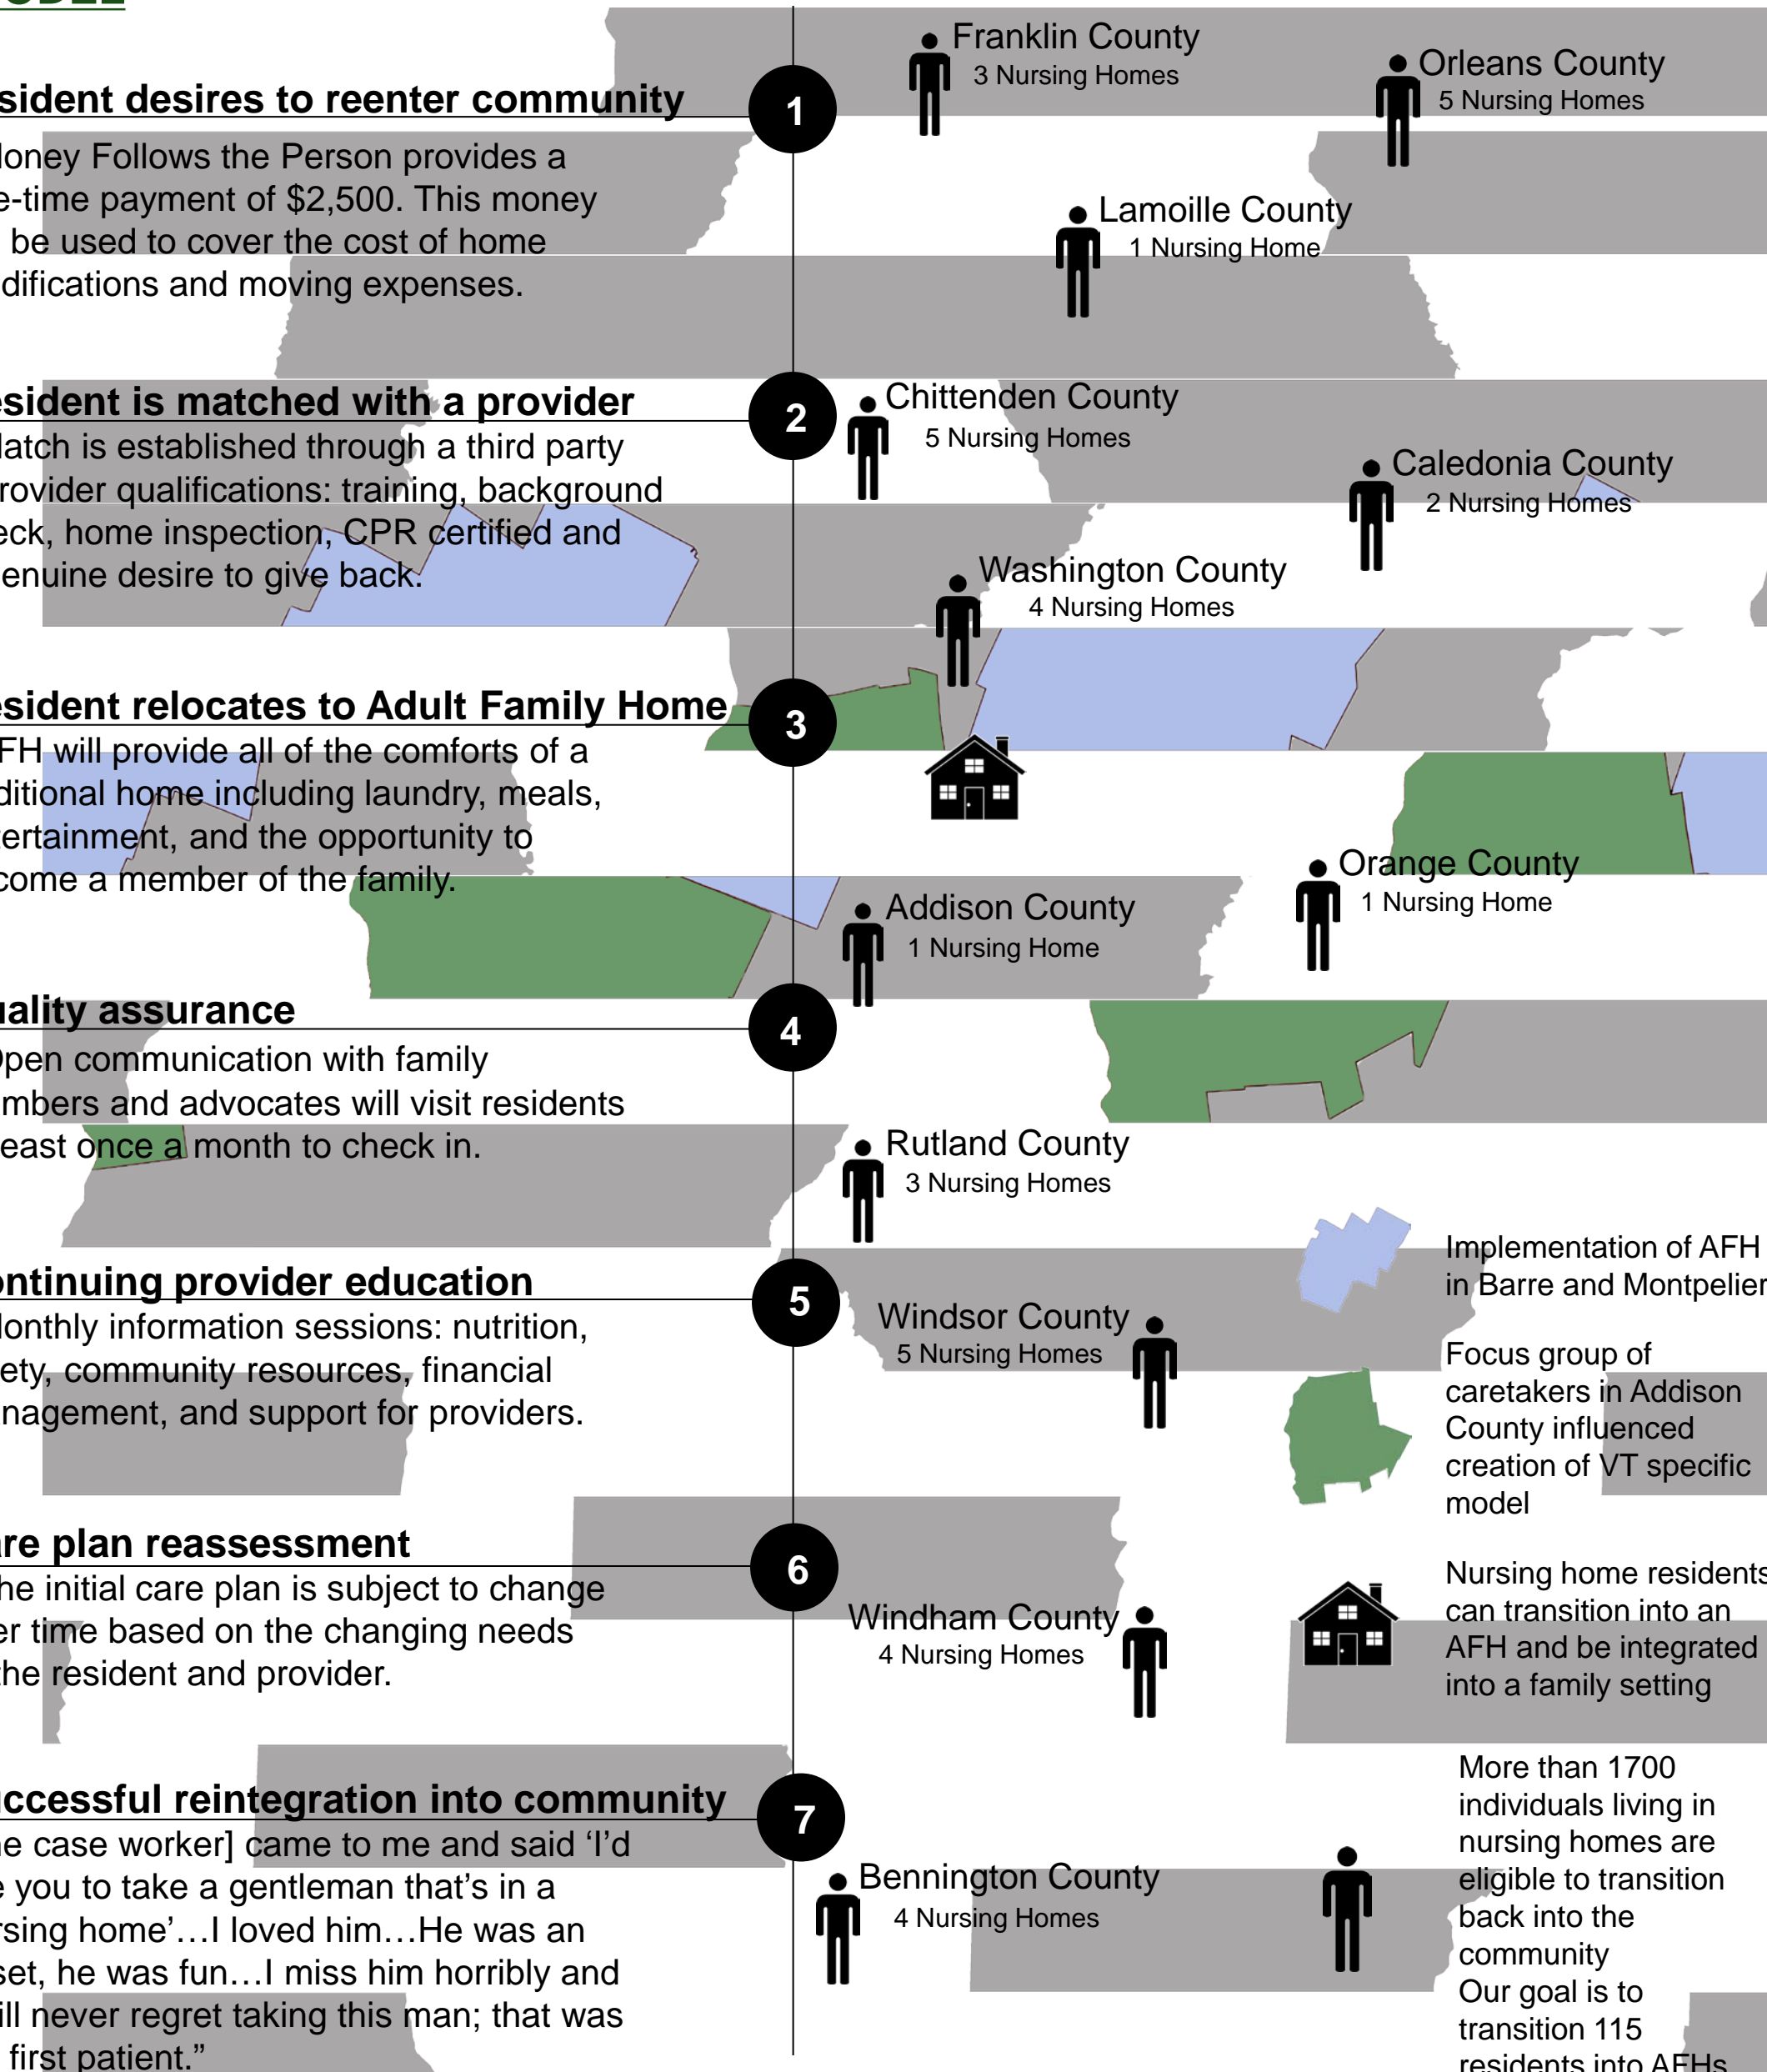 sident desires to reenter community
oney Follows the Person provides a
e-time payment of $2,500. This money
be used to cover the cost of home
difications and moving expenses.
1
Franklin County
3 Nursing Homes
Orleans County
5 Nursing Homes
Lamoille County
1 Nursing Home
esident is matched with a provider
atch is established through a third party
rovider qualifications: training, background
eck, home inspection, CPR certified and
enuine desire to give back.
2
Chittenden County
5 Nursing Homes
Caledonia County
2 Nursing Homes
Washington County
4 Nursing Homes
esident relocates to Adult Family Home
FH will provide all of the comforts of a
ditional home including laundry, meals,
tertainment, and the opportunity to
come a member of the family.
3
Orange County
1 Nursing Home
Addison County
1 Nursing Home
uality assurance
Open communication with family
mbers and advocates will visit residents
east once a month to check in.
4
Rutland County
3 Nursing Homes
ontinuing provider education
onthly information sessions: nutrition,
ety, community resources, financial
nagement, and support for providers.
5
Windsor County
5 Nursing Homes
Implementation of AFH
in Barre and Montpelier
Focus group of
caretakers in Addison
County influenced
creation of VT specific
model
are plan reassessment
he initial care plan is subject to change
er time based on the changing needs
the resident and provider.
6
Windham County
4 Nursing Homes
Nursing home residents
can transition into an
AFH and be integrated
into a family setting
uccessful reintegration into community
e case worker] came to me and said ‘I’d
e you to take a gentleman that’s in a
rsing home’…I loved him…He was an
set, he was fun…I miss him horribly and
ill never regret taking this man; that was
first patient.”
7
Bennington County
4 Nursing Homes
More than 1700
individuals living in
nursing homes are
eligible to transition
back into the
community
Our goal is to
transition 115
residents into AFHs